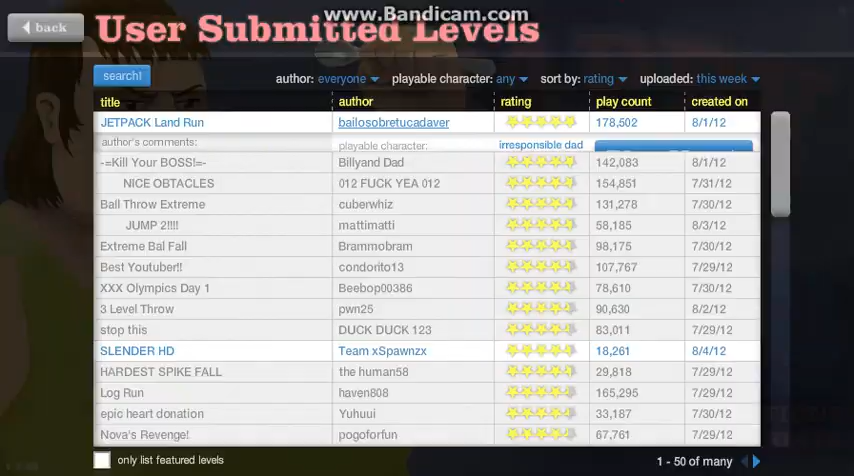 www.Bandicam.com
back
User Submitted Levels
search!
author: everyone playable character: any sort by: rating uploaded: this week
title author rating play count created on
JETPACK Land Run bailosobretucadaver 178,502 8/1/12
author's comments: playable character: irresponsible dad
-=Kill Your BOSS!=- Billyand Dad 142,083 8/1/12
NICE OBTACLES 012 FUCK YEA 012 154,851 7/31/12
Ball Throw Extreme cuberwhiz 131,278 7/30/12
JUMP 2!!!! mattimatti 58,185 8/3/12
Extreme Bal Fall Brammobram 98,175 7/30/12
Best Youtuber!! condorito13 107,767 7/29/12
XXX Olympics Day 1 Beebop00386 78,610 7/30/12
3 Level Throw pwn25 90,630 8/2/12
stop this DUCK DUCK 123 83,011 7/29/12
SLENDER HD Team xSpawnzx 18,261 8/4/12
HARDEST SPIKE FALL the human58 29,818 7/29/12
Log Run haven808 165,295 7/29/12
epic heart donation Yuhuui 33,187 7/30/12
Nova's Revenge! pogoforfun 67,761 7/29/12
only list featured levels 1 - 50 of many